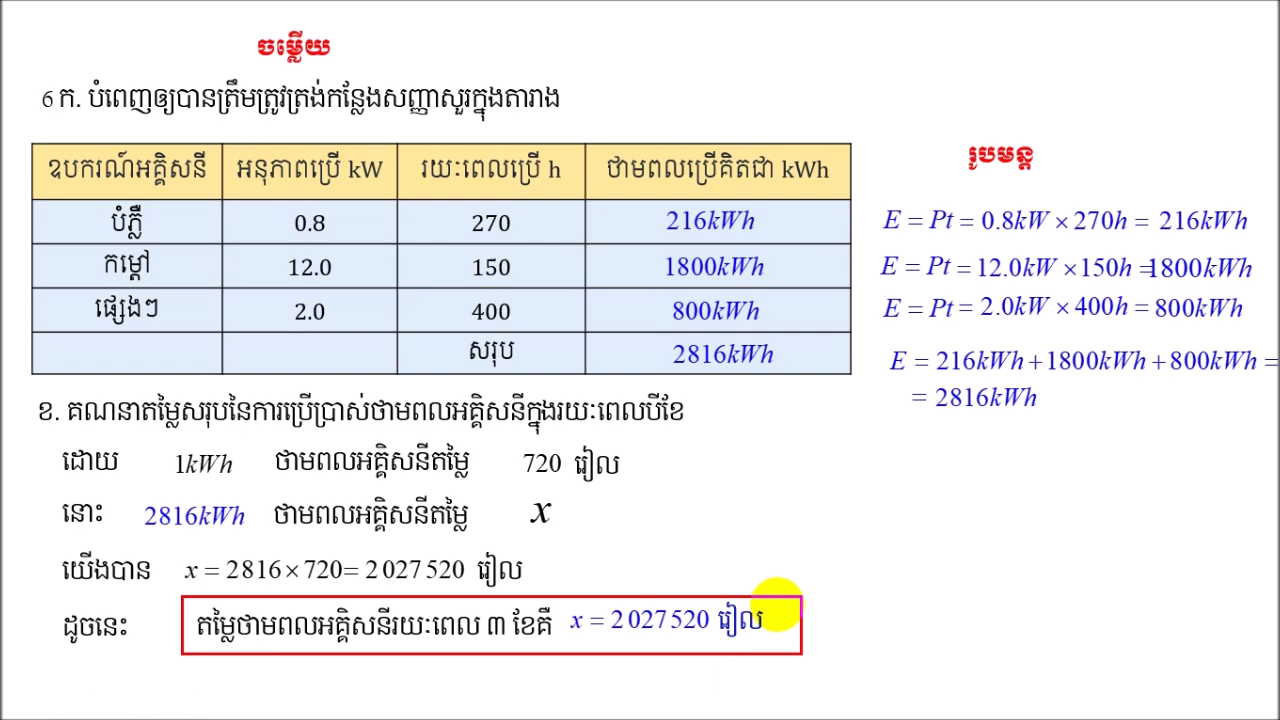 ចម្លើយ
6 ក. បំពេញឲ្យបានត្រឹមត្រូវត្រង់កន្លែងសញ្ញាសួរក្នុងតារាង
ឧបករណ៍អគ្គិសនី អនុភាពប្រើ kW រយៈពេលប្រើ h ថាមពលប្រើគិតជា kWh
បំភ្លឺ 0.8 270 216kWh
កម្ដៅ 12.0 150 1800kWh
ផ្សេងៗ 2.0 400 800kWh
សរុប 2816kWh
រូបមន្ត
E = Pt = 0.8kW × 270h = 216kWh
E = Pt = 12.0kW ×150h =1800kWh
E = Pt = 2.0kW × 400h = 800kWh
E = 216kWh+1800kWh+800kWh =
= 2816kWh
ខ. គណនាតម្លៃសរុបនៃការប្រើប្រាស់ថាមពលអគ្គិសនីក្នុងរយៈពេលបីខែ
ដោយ 1kWh ថាមពលអគ្គិសនីតម្លៃ 720 រៀល
នោះ 2816kWh ថាមពលអគ្គិសនីតម្លៃ x
យើងបាន x = 2816×720= 2 027 520 រៀល
ដូចនេះ តម្លៃថាមពលអគ្គិសនីរយៈពេល ៣ ខែគឺ x = 2 027 520 រៀល